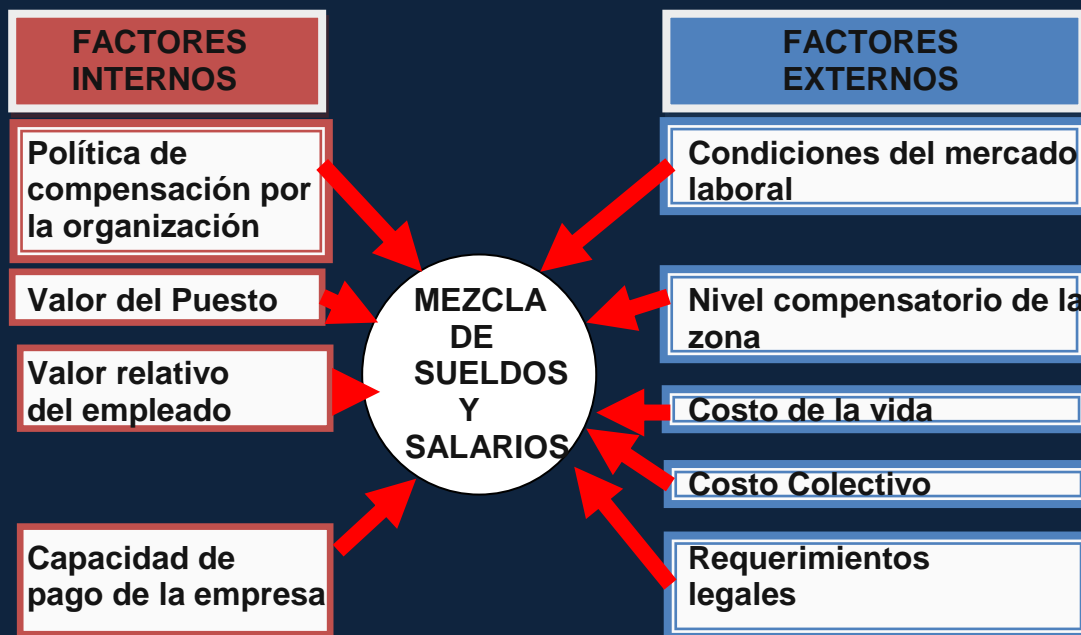 FACTORES
INTERNOS
Política de
compensación por
la organización
Valor del Puesto
Valor relativo
del empleado
Capacidad de
pago de la empresa
MEZCLA
DE
SUELDOS
Y
SALARIOS
FACTORES
EXTERNOS
Condiciones del mercado
laboral
Nivel compensatorio de la
zona
Costo de la vida
Costo Colectivo
Requerimientos
legales